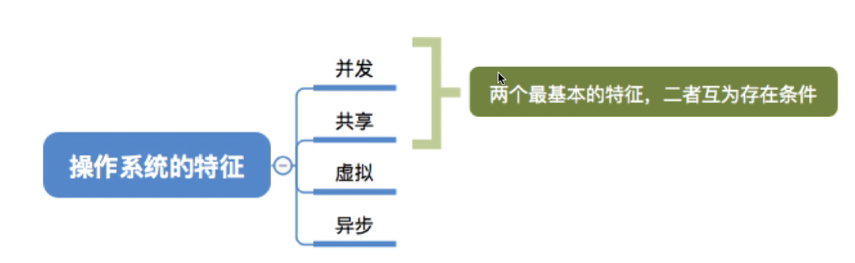 操作系统的特征
并发
共享
虚拟
异步
两个最基本的特征，二者互为存在条件